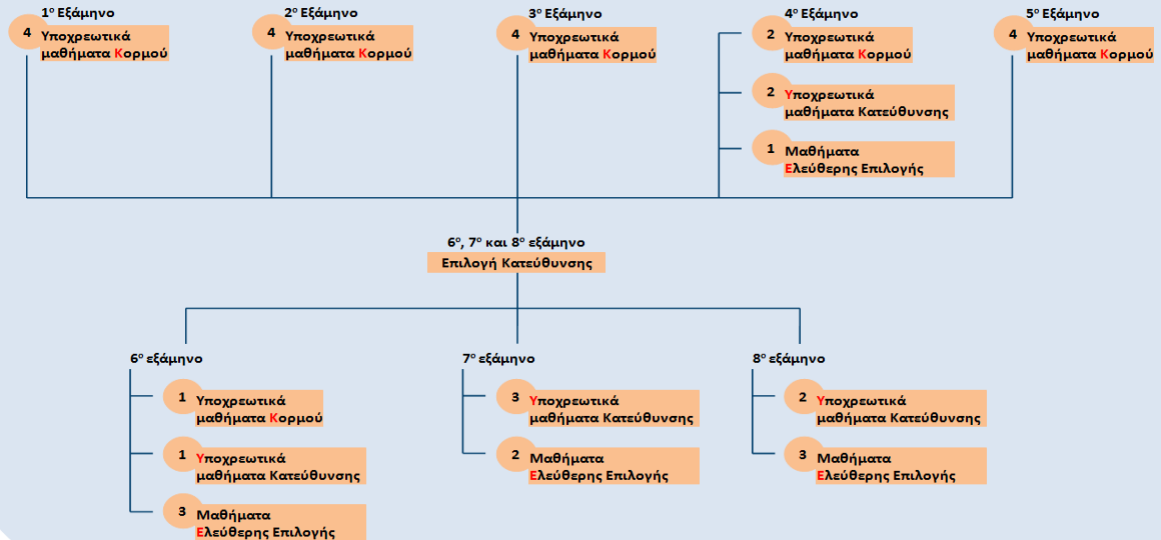 1ο Εξάμηνο
4 Υποχρεωτικά
μαθήματα Κορμού
2ο Εξάμηνο
4 Υποχρεωτικά
μαθήματα Κορμού
3ο Εξάμηνο
4 Υποχρεωτικά
μαθήματα Κορμού
4ο Εξάμηνο
2 Υποχρεωτικά
μαθήματα Κορμού
2 Υποχρεωτικά
μαθήματα Κατεύθυνσης
1 Μαθήματα
Ελεύθερης Επιλογής
5ο Εξάμηνο
4 Υποχρεωτικά
μαθήματα Κορμού
6ο, 7ο και 8ο εξάμηνο
Επιλογή Κατεύθυνσης
6ο εξάμηνο
1 Υποχρεωτικά
μαθήματα Κορμού
1 Υποχρεωτικά
μαθήματα Κατεύθυνσης
3 Μαθήματα
Ελεύθερης Επιλογής
7ο εξάμηνο
3 Υποχρεωτικά
μαθήματα Κατεύθυνσης
2 Μαθήματα
Ελεύθερης Επιλογής
8ο εξάμηνο
2 Υποχρεωτικά
μαθήματα Κατεύθυνσης
3 Μαθήματα
Ελεύθερης Επιλογής